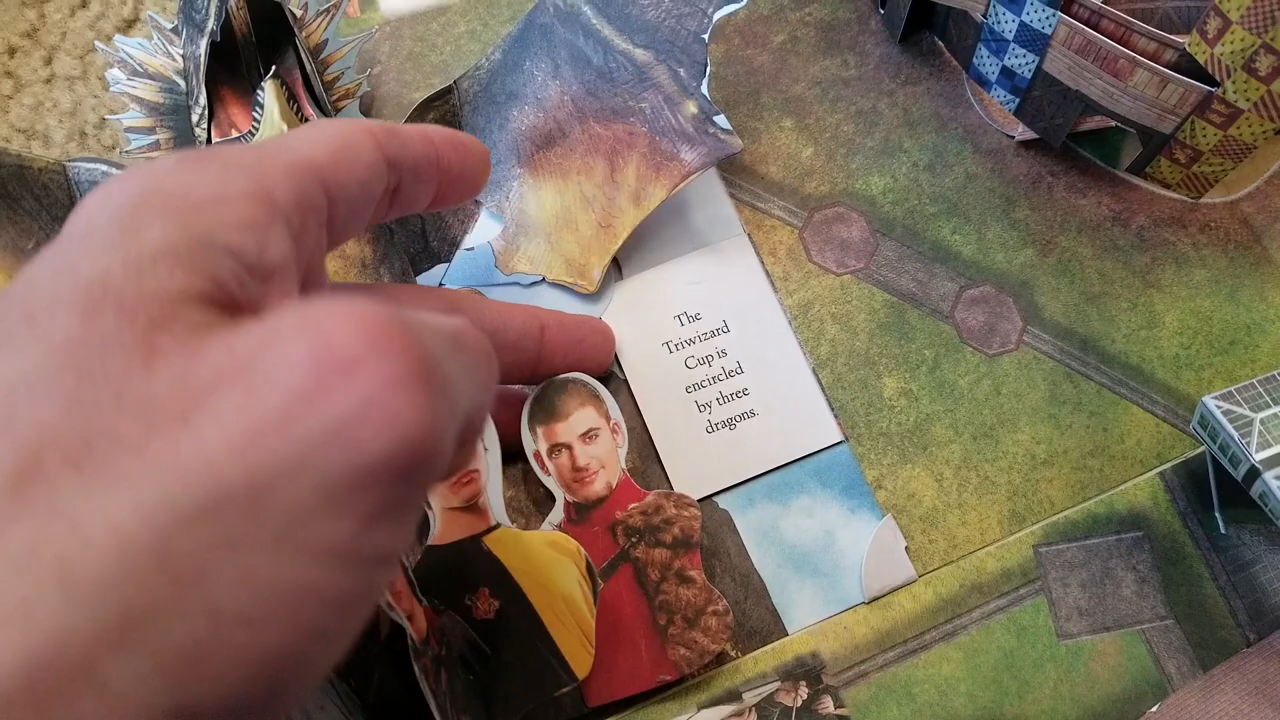 The
Triwizard
Cup is
encircled
by three
dragons.